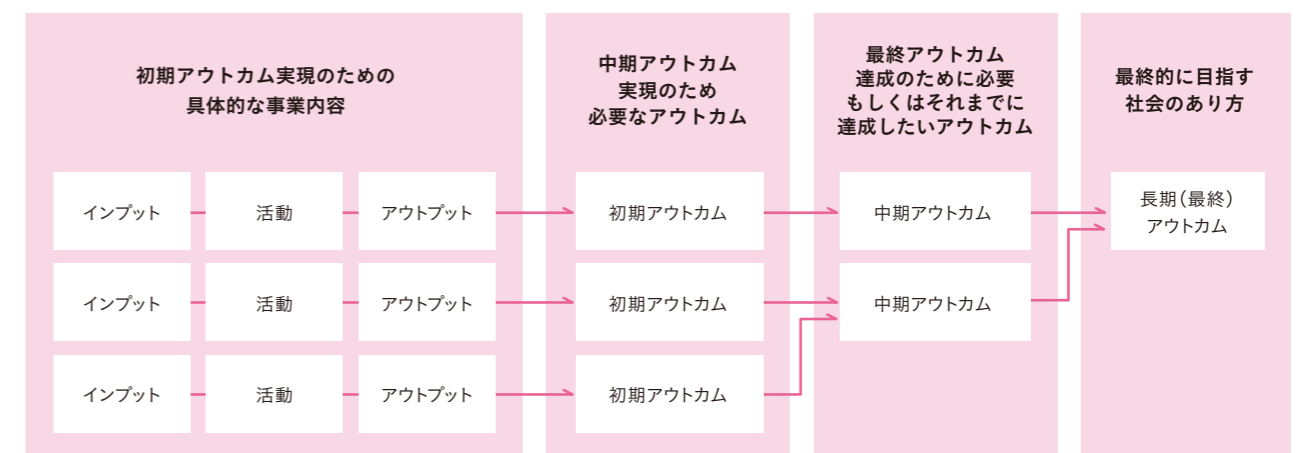 初期アウトカム実現のための
具体的な事業内容
中期アウトカム
実現のため
必要なアウトカム
最終アウトカム
達成のために必要
もしくはそれまでに
達成したいアウトカム
最終的に目指す
社会のあり方
インプット
活動
アウトプット
初期アウトカム
中期アウトカム
長期(最終)
アウトカム
インプット
活動
アウトプット
初期アウトカム
中期アウトカム
インプット
活動
アウトプット
初期アウトカム